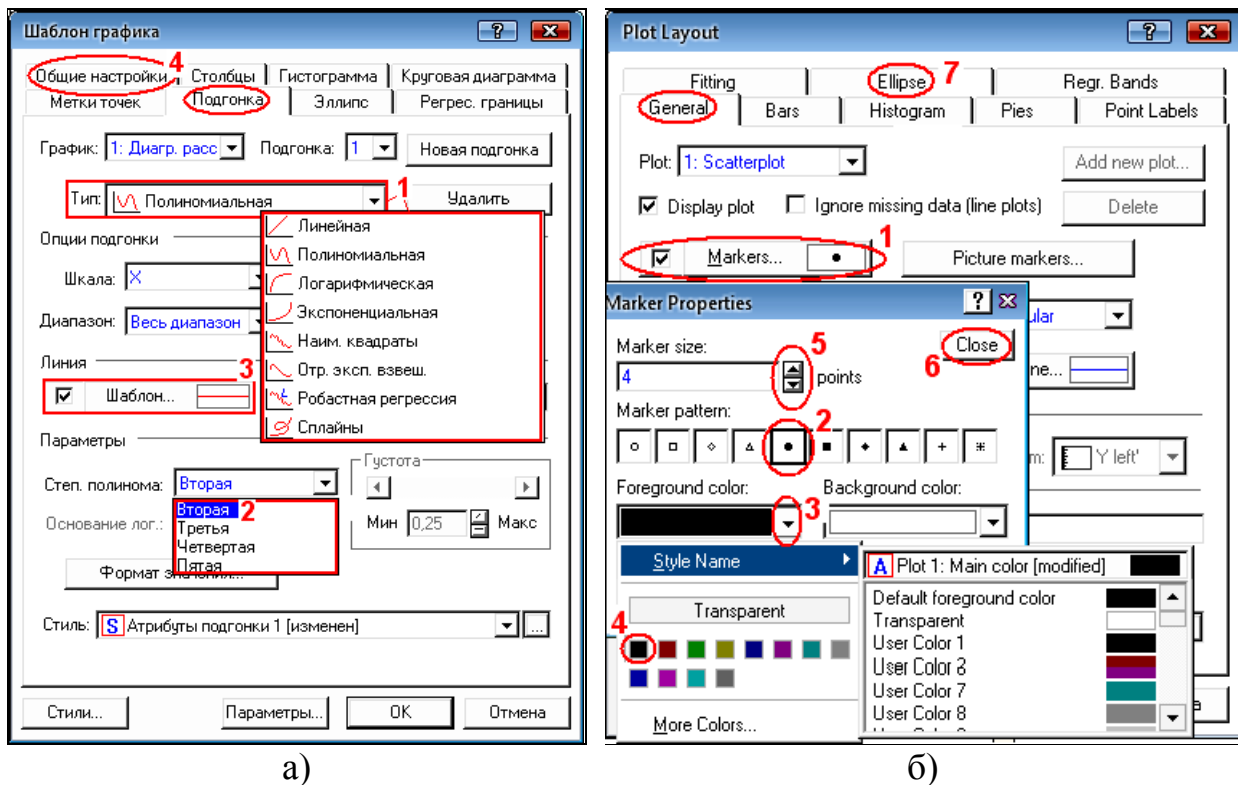 Шаблон графика
4
Общие настройки Столбцы Гистограмма Круговая диаграмма
Метки точек Подгонка Эллипс Регрес. границы
График: 1: Диагр. расс Подгонка: 1 Новая подгонка
Тип: Полиномиальная 1 Удалить
Линейная
Опции подгонки
Полиномиальная
Шкала: X
Логарифмическая
Экспоненциальная
Диапазон: Весь диапазон
Наим. квадраты
Линия
3
Отр. эксп. взвеш.
Шаблон...
Робастная регрессия
Сплайны
Параметры
Густота
Степ. полинома: Вторая
Вторая 2
Третья
Четвертая
Пятая
Основание лог.:
Мин 0,25 Макс
Формат
Стиль: S Атрибуты подгонки 1 [изменен] ...
Стили... Параметры... OK Отмена
а)
Plot Layout
Fitting Ellipse 7 Regr. Bands
General Bars Histogram Pies Point Labels
Plot: 1: Scatterplot Add new plot...
Display plot Ignore missing data (line plots) Delete
1
Markers... Picture markers...
Marker Properties
Marker size: 5 Close
4 points 6
Marker pattern:
2
Y left'
Foreground color: Background color:
3
Style Name A Plot 1: Main color [modified]
Transparent
4
Default foreground color
Transparent
User Color 1
User Color 3
User Color 7
User Color 8
More Colors...
б)